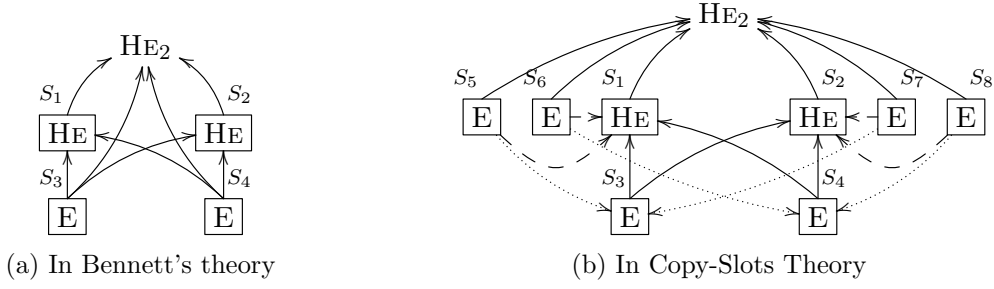 HE2 HE2
S1 S2 S5 S6 S1 S2 S7 S8
HE HE E E HE HE E E
S3 S4 S3 S4
E E E E
(a) In Bennett's theory (b) In Copy-Slots Theory